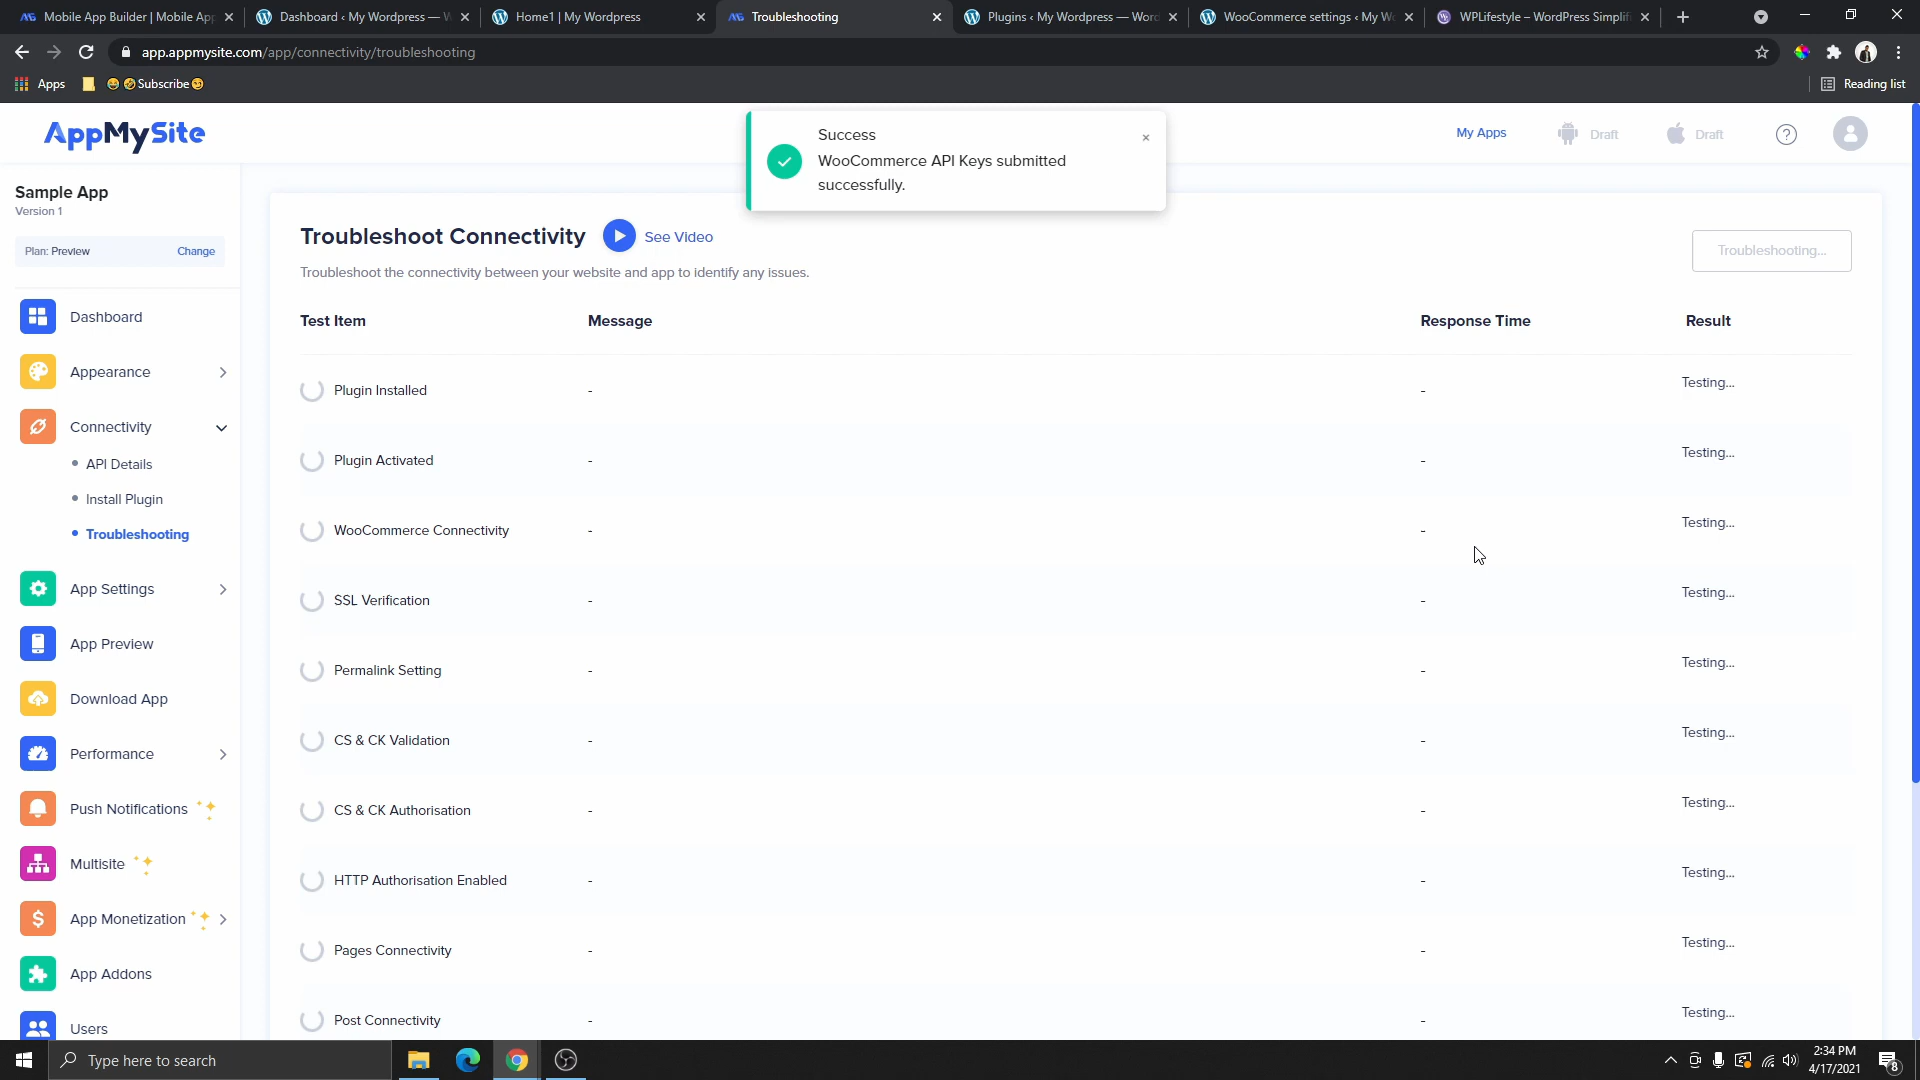 Mobile App Builder | Mobile App
Dashboard ‹ My Wordpress — W
Home1 | My Wordpress
Troubleshooting
Plugins ‹ My Wordpress — Word
WooCommerce settings ‹ My Wo
WPLifestyle – WordPress Simplifi
app.appmysite.com/app/connectivity/troubleshooting
Apps
Subscribe
Reading list
AppMySite
Success
WooCommerce API Keys submitted
successfully.
My Apps
Draft
Draft
Sample App
Version 1
Plan: Preview
Change
Dashboard
Appearance
Connectivity
API Details
Install Plugin
Troubleshooting
App Settings
App Preview
Download App
Performance
Push Notifications
Multisite
App Monetization
App Addons
Users
Troubleshoot Connectivity
See Video
Troubleshooting...
Troubleshoot the connectivity between your website and app to identify any issues.
Test Item Message Response Time Result
Plugin Installed - - Testing...
Plugin Activated - - Testing...
WooCommerce Connectivity - - Testing...
SSL Verification - - Testing...
Permalink Setting - - Testing...
CS & CK Validation - - Testing...
CS & CK Authorisation - - Testing...
HTTP Authorisation Enabled - - Testing...
Pages Connectivity - - Testing...
Post Connectivity - - Testing...
Type here to search
2:34 PM
4/17/2021
8